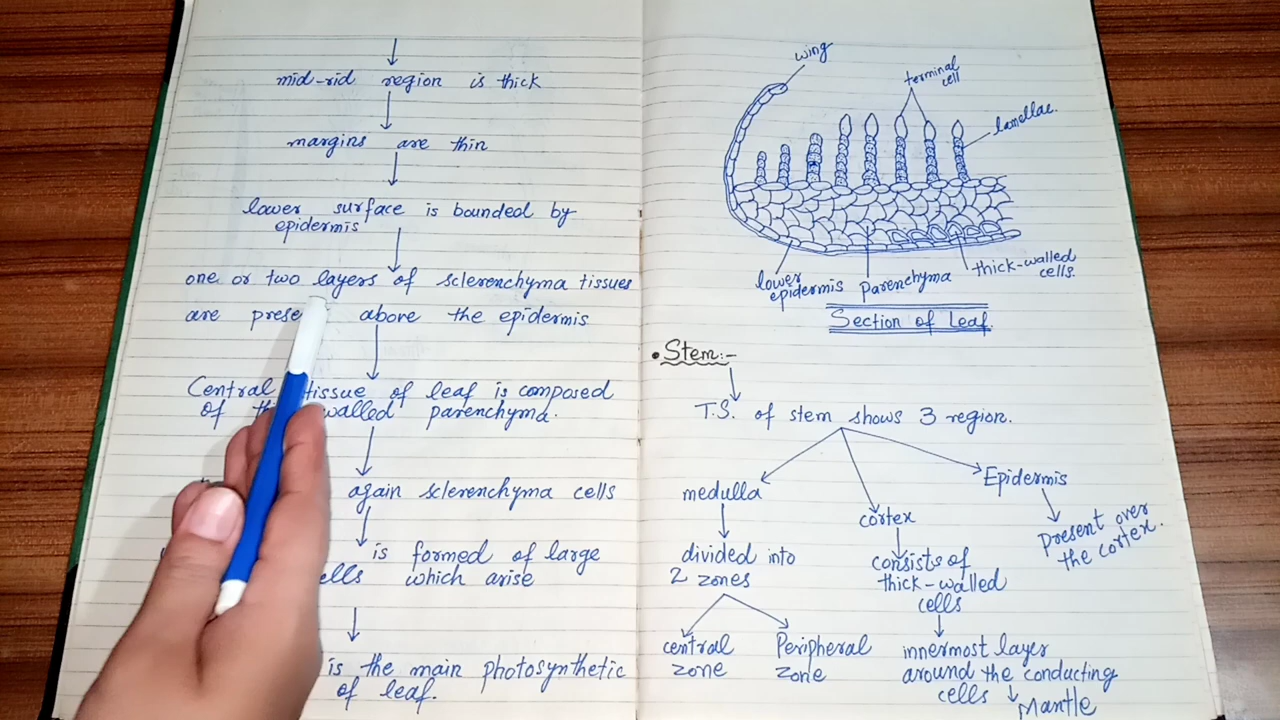 mid-rid region is thick
margins are thin
lower surface is bounded by
epidermis
one or two layers of sclerenchyma tissues
are above the epidermis
Central tissue of leaf is composed
of walled parenchyma.
again sclerenchyma cells
is formed of large
which arise
is the main photosynthetic
of leaf.
wing
terminal
cell
lamellae.
lower
epidermis
parenchyma
thick-walled
cells.
Section of Leaf.
• Stem:-
T.S. of stem shows 3 region.
medulla
cortex
Epidermis
divided into
2 zones
consists of
thick-walled
cells
Present over
the cortex.
central
zone
Peripheral
zone
innermost layer
around the conducting
cells
Mantle